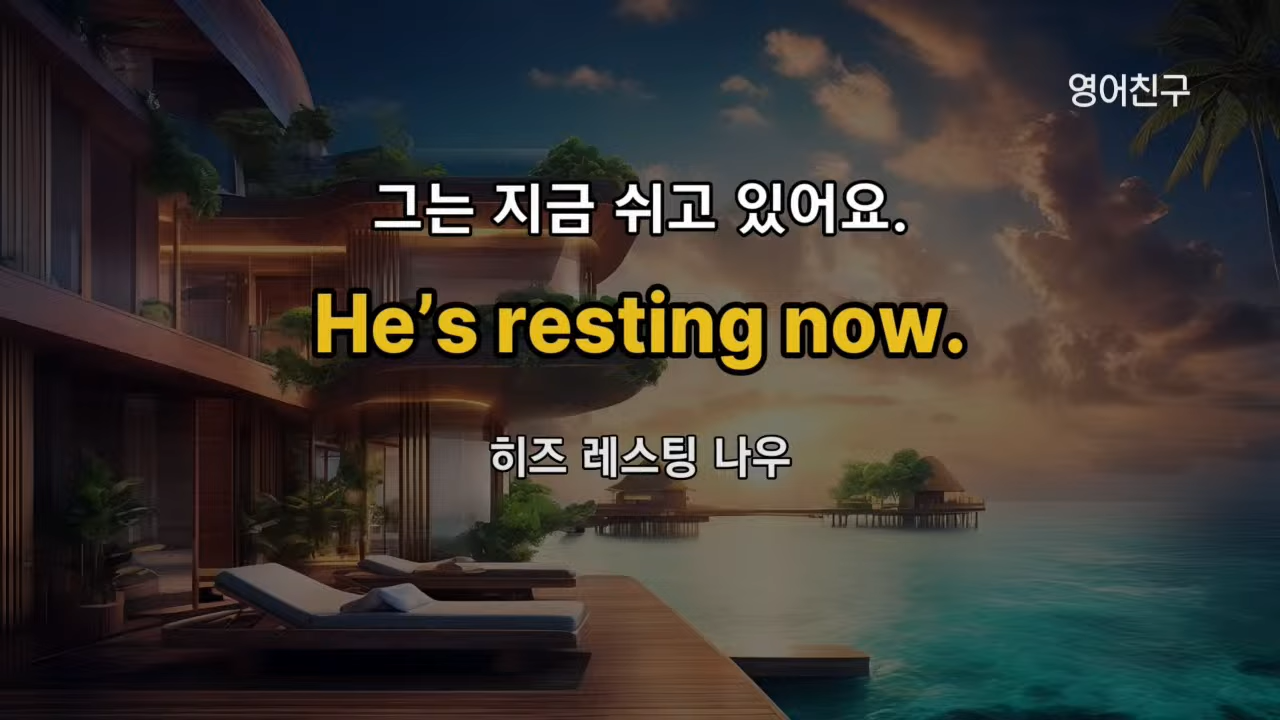 영어친구
그는 지금 쉬고 있어요.
He’s resting now.
히즈 레스팅 나우